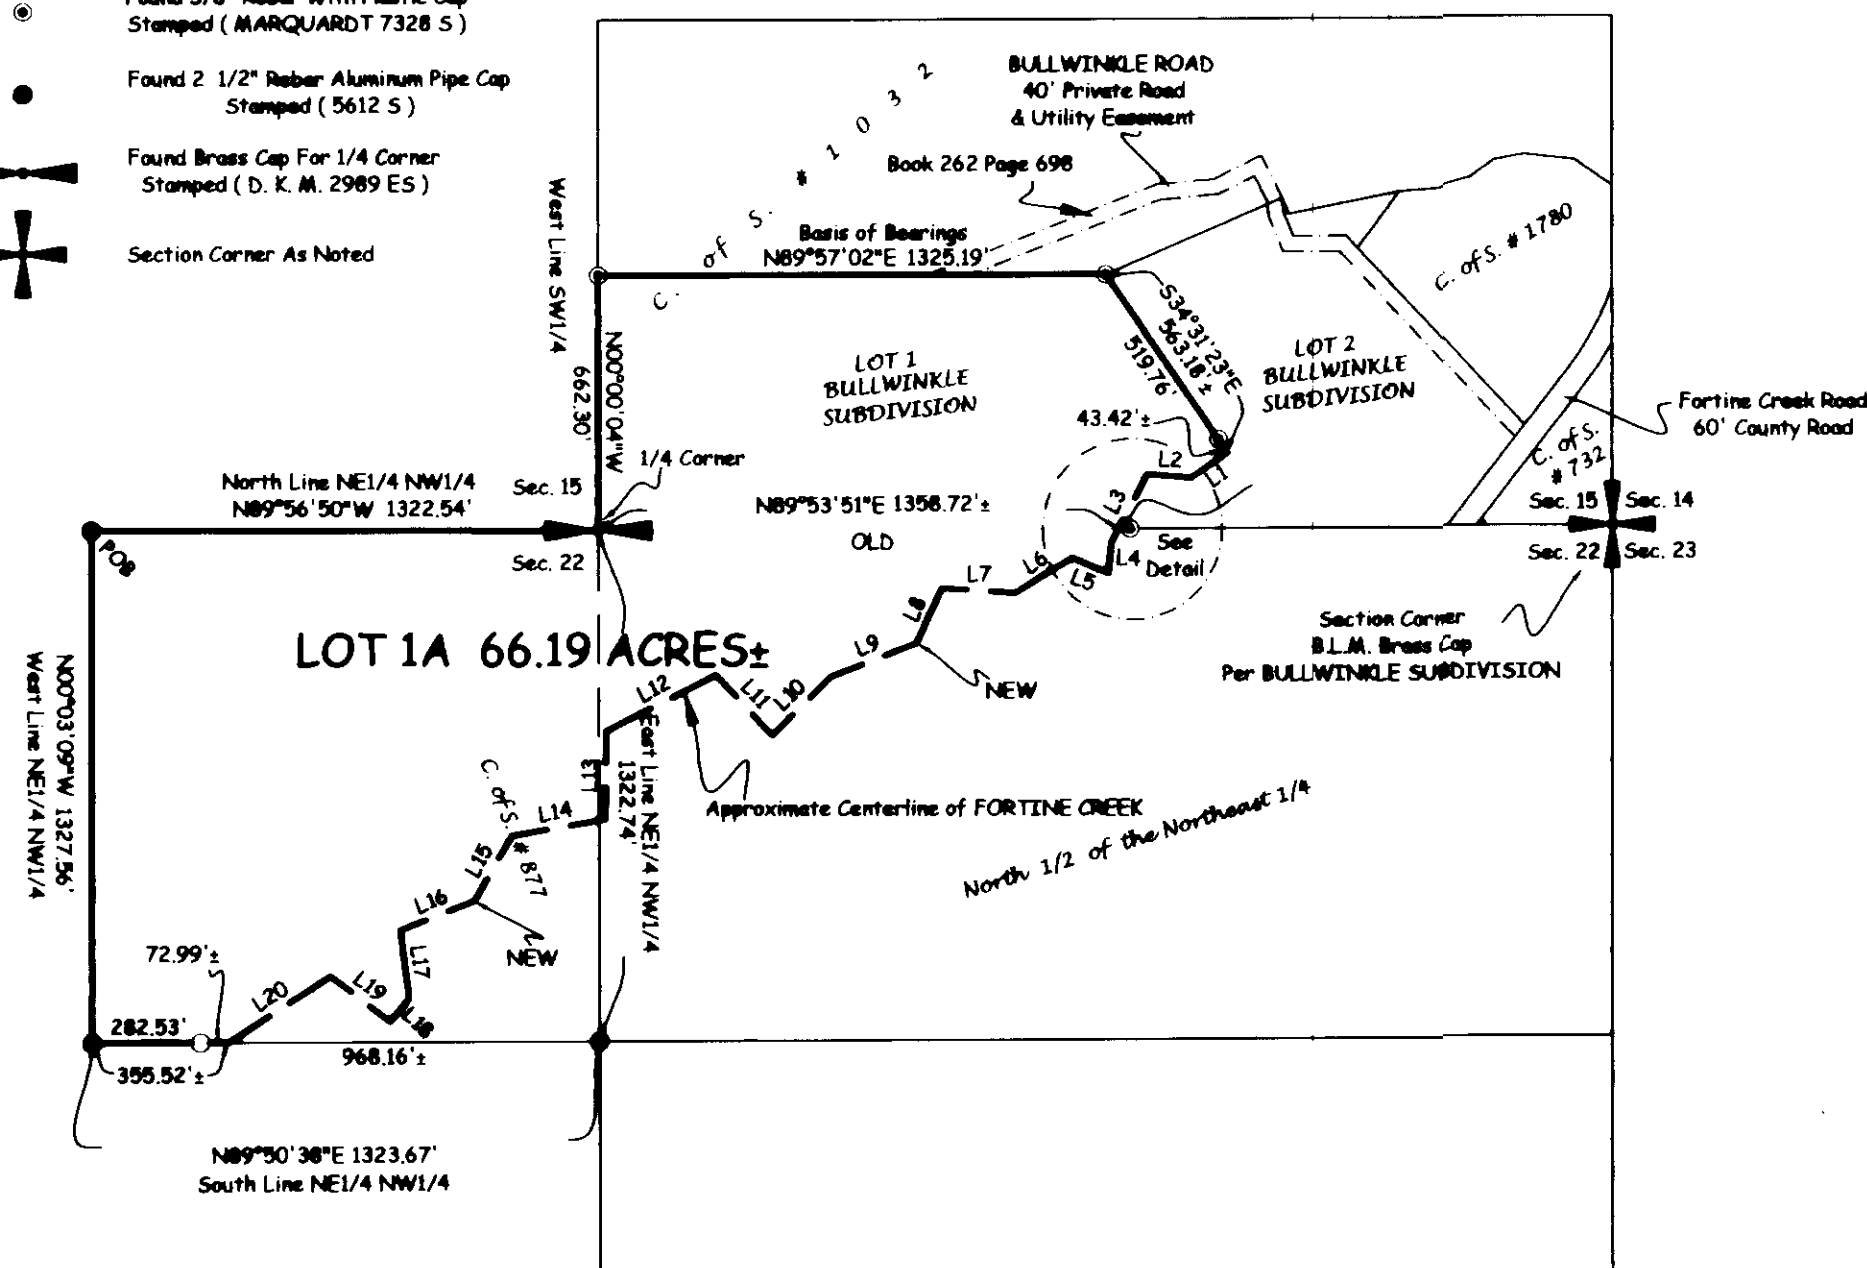 Found 5/8" Rebar With Plastic Cap
Stamped ( MARQUARDT 7328 S )
Found 2 1/2" Rebar Aluminum Pipe Cap
Stamped ( 5612 S )
Found Brass Cap For 1/4 Corner
Stamped ( D. K. M. 2989 ES )
Section Corner As Noted
C. of S. # 1032
BULLWINKLE ROAD
40' Private Road
& Utility Easement
Book 262 Page 698
Basis of Bearings
N89°57'02"E 1325.19'
West Line SW1/4
N00°00'04"W
662.30'
LOT 1
BULLWINKLE
SUBDIVISION
S34°31'23"E
563.18'±
519.76'
43.42'±
LOT 2
BULLWINKLE
SUBDIVISION
C. of S. # 1780
Fortine Creek Road
60' County Road
C. of S.
# 732
Sec. 15
Sec. 14
Sec. 22
Sec. 23
Section Corner
B.L.M. Brass Cap
Per BULLWINKLE SUBDIVISION
North Line NE1/4 NW1/4
N89°56'50"W 1322.54'
Sec. 15
Sec. 22
1/4 Corner
N89°53'51"E 1358.72'±
OLD
POB
L1
L2
L3
L4
See
Detail
L5
L6
L7
L8
L9
NEW
L10
L11
L12
LOT 1A 66.19 ACRES±
West Line NE1/4 NW1/4
N00°03'09"W 1327.56'
East Line NE1/4 NW1/4
1322.74'
Approximate Centerline of FORTINE CREEK
North 1/2 of the Northeast 1/4
L13
L14
C. of S. # 877
L15
L16
NEW
L17
L18
L19
L20
72.99'±
282.53'
355.52'±
968.16'±
N89°50'38"E 1323.67'
South Line NE1/4 NW1/4